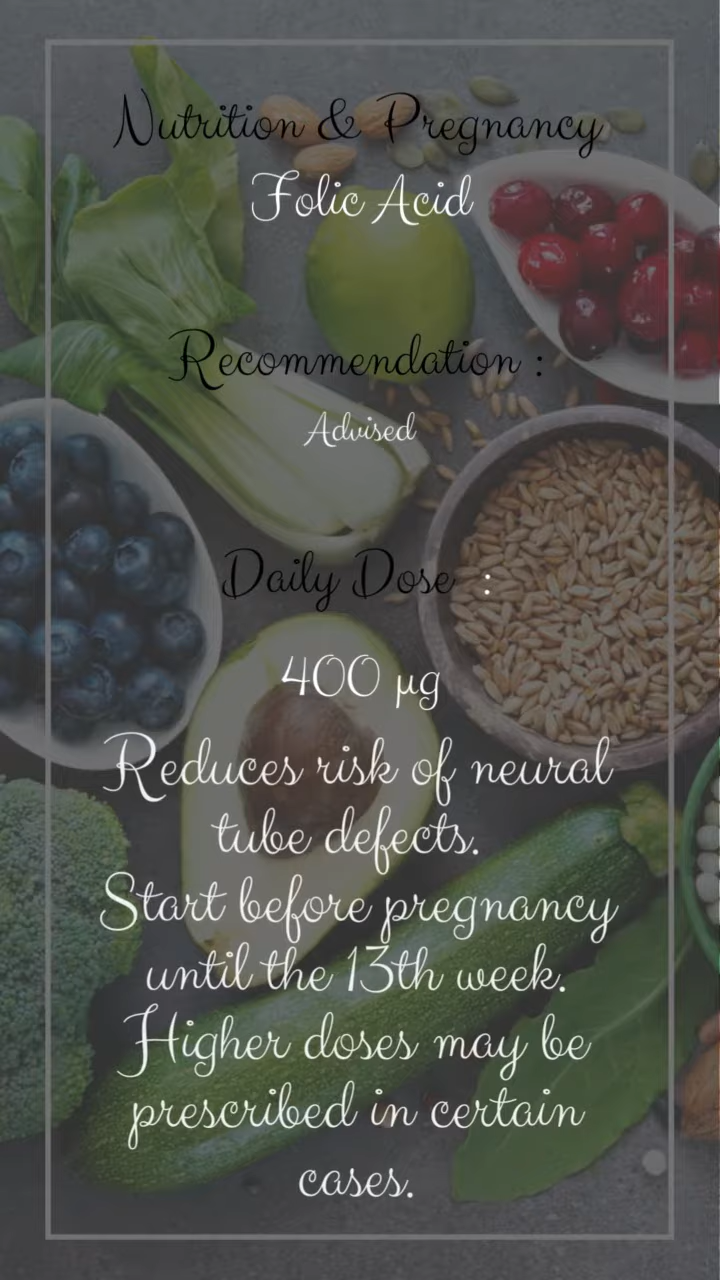 Nutrition & Pregnancy
Folic Acid
Recommendation :
Advised
Daily Dose :
400 µg
Reduces risk of neural
tube defects.
Start before pregnancy
until the 13th week.
Higher doses may be
prescribed in certain
cases.